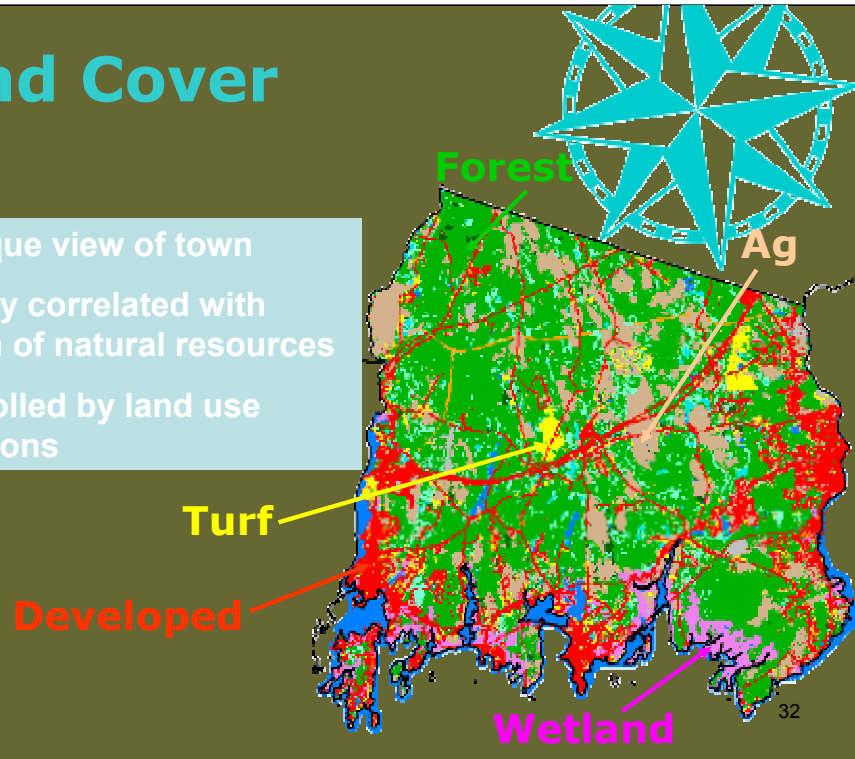 nd Cover
Forest
Ag
que view of town
y correlated with
n of natural resources
olled by land use
ons
Turf
Developed
Wetland
32